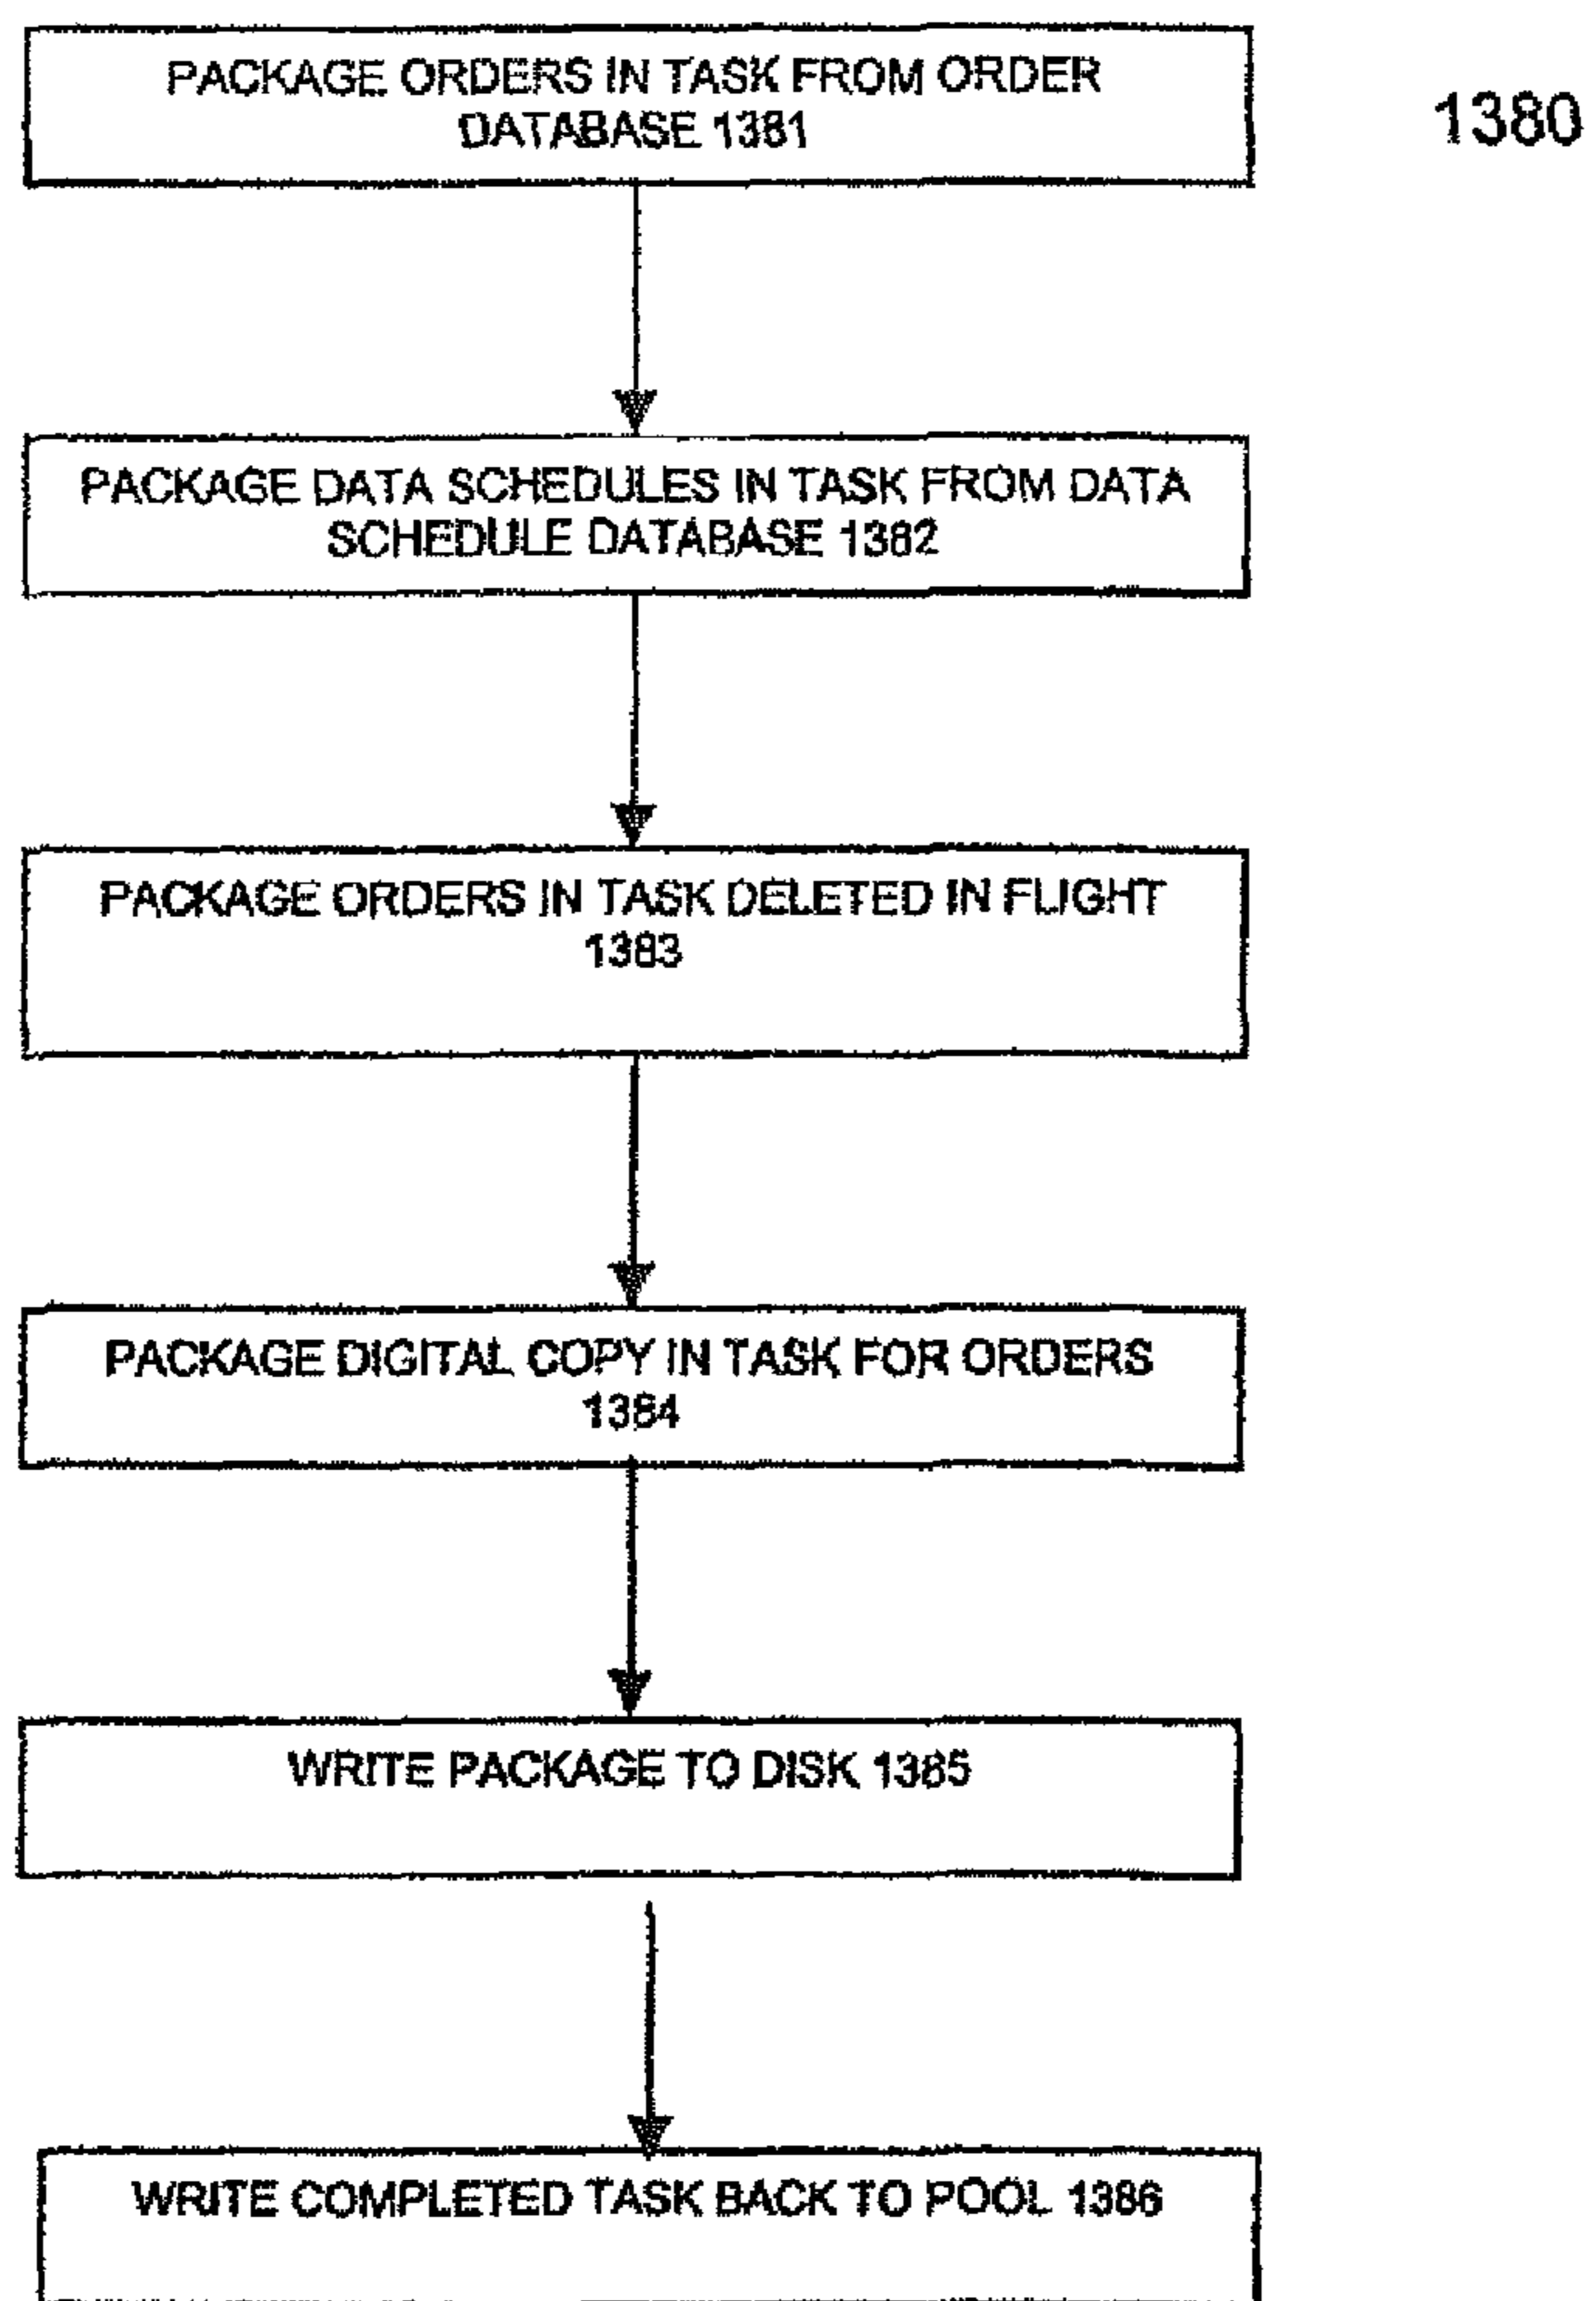 PACKAGE ORDERS IN TASK FROM ORDER
DATABASE 1381
1380
PACKAGE DATA SCHEDULES IN TASK FROM DATA
SCHEDULE DATABASE 1382
PACKAGE ORDERS IN TASK DELETED IN FLIGHT
1383
PACKAGE DIGITAL COPY IN TASK FOR ORDERS
1384
WRITE PACKAGE TO DISK 1385
WRITE COMPLETED TASK BACK TO POOL 1386